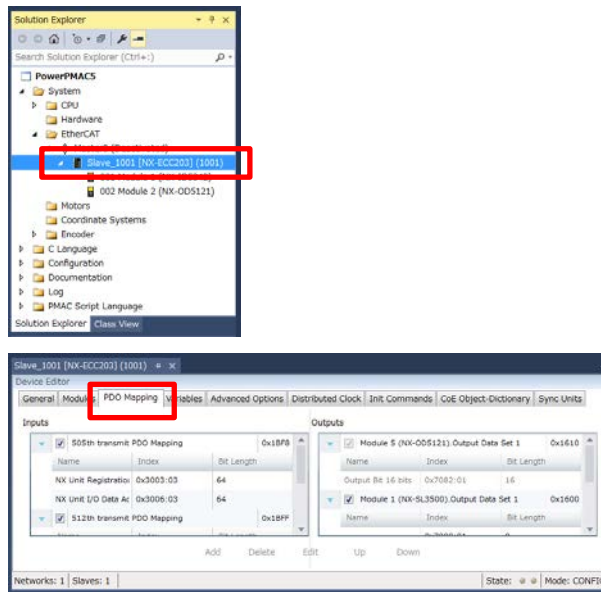 Solution Explorer
Search Solution Explorer (Ctrl+:)
PowerPMAC5
System
CPU
Hardware
EtherCAT
Slave_1001 [NX-ECC203] (1001)
002 Module 2 (NX-OD5121)
Motors
Coordinate Systems
Encoder
C Language
Configuration
Documentation
Log
PMAC Script Language
Solution Explorer Class View
Slave_1001 [NX-ECC203] (1001)
Device Editor
General Modules PDO Mapping Variables Advanced Options Distributed Clock Init Commands CoE Object-Dictionary Sync Units
Inputs Outputs
505th transmit PDO Mapping 0x1BF8 Module 5 (NX-OD5121).Output Data Set 1 0x1610
Name Index Bit Length Name Index Bit Length
NX Unit Registration 0x3003:03 64 Output Bit 16 bits 0x7082:01 16
NX Unit I/O Data Ac 0x3006:03 64 Module 1 (NX-SL3500).Output Data Set 1 0x1600
512th transmit PDO Mapping 0x1BFF Name Index Bit Length
Add Delete Edit Up Down
Networks: 1 Slaves: 1 State: Mode: CONFI